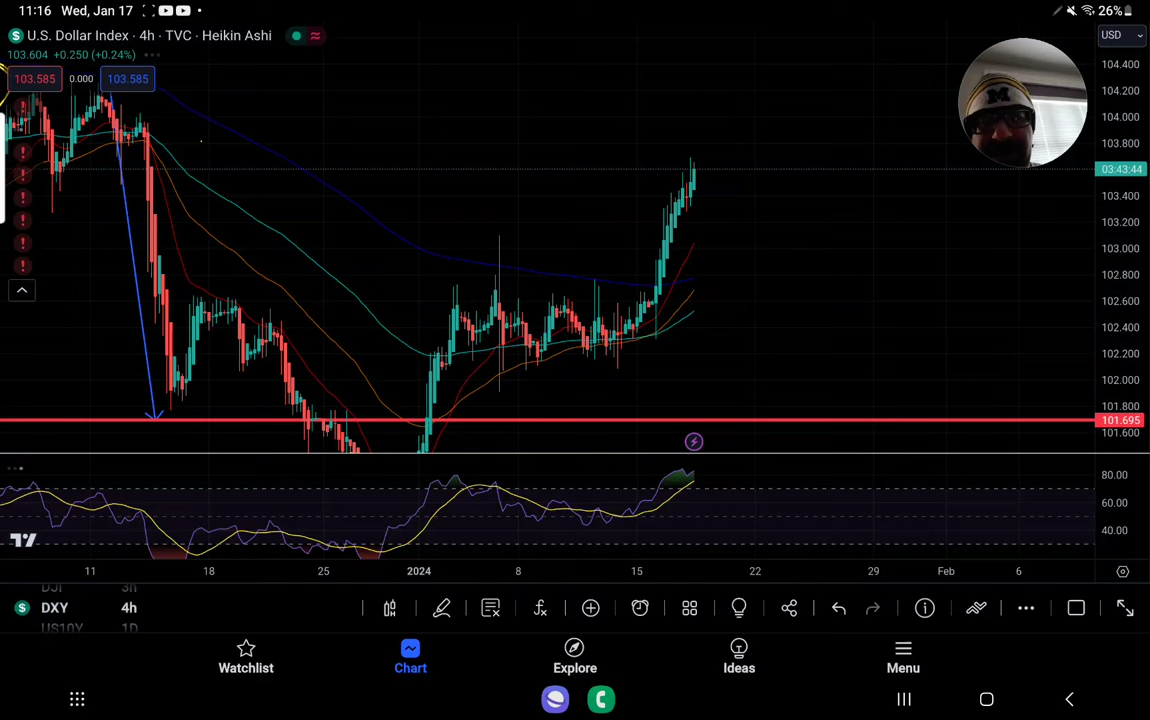 11:16 Wed, Jan 17
26%
U.S. Dollar Index · 4h · TVC · Heikin Ashi
USD
103.604 +0.250 (+0.24%)
103.585 0.000 103.585
104.400
104.200
104.000
103.800
03:43:44
103.400
103.200
103.000
102.800
102.600
102.400
102.200
102.000
101.800
101.695
101.600
80.00
60.00
40.00
11 18 25 2024 8 15 22 29 Feb 6
DJI 3h
DXY 4h
US10Y 1D
Watchlist Chart Explore Ideas Menu